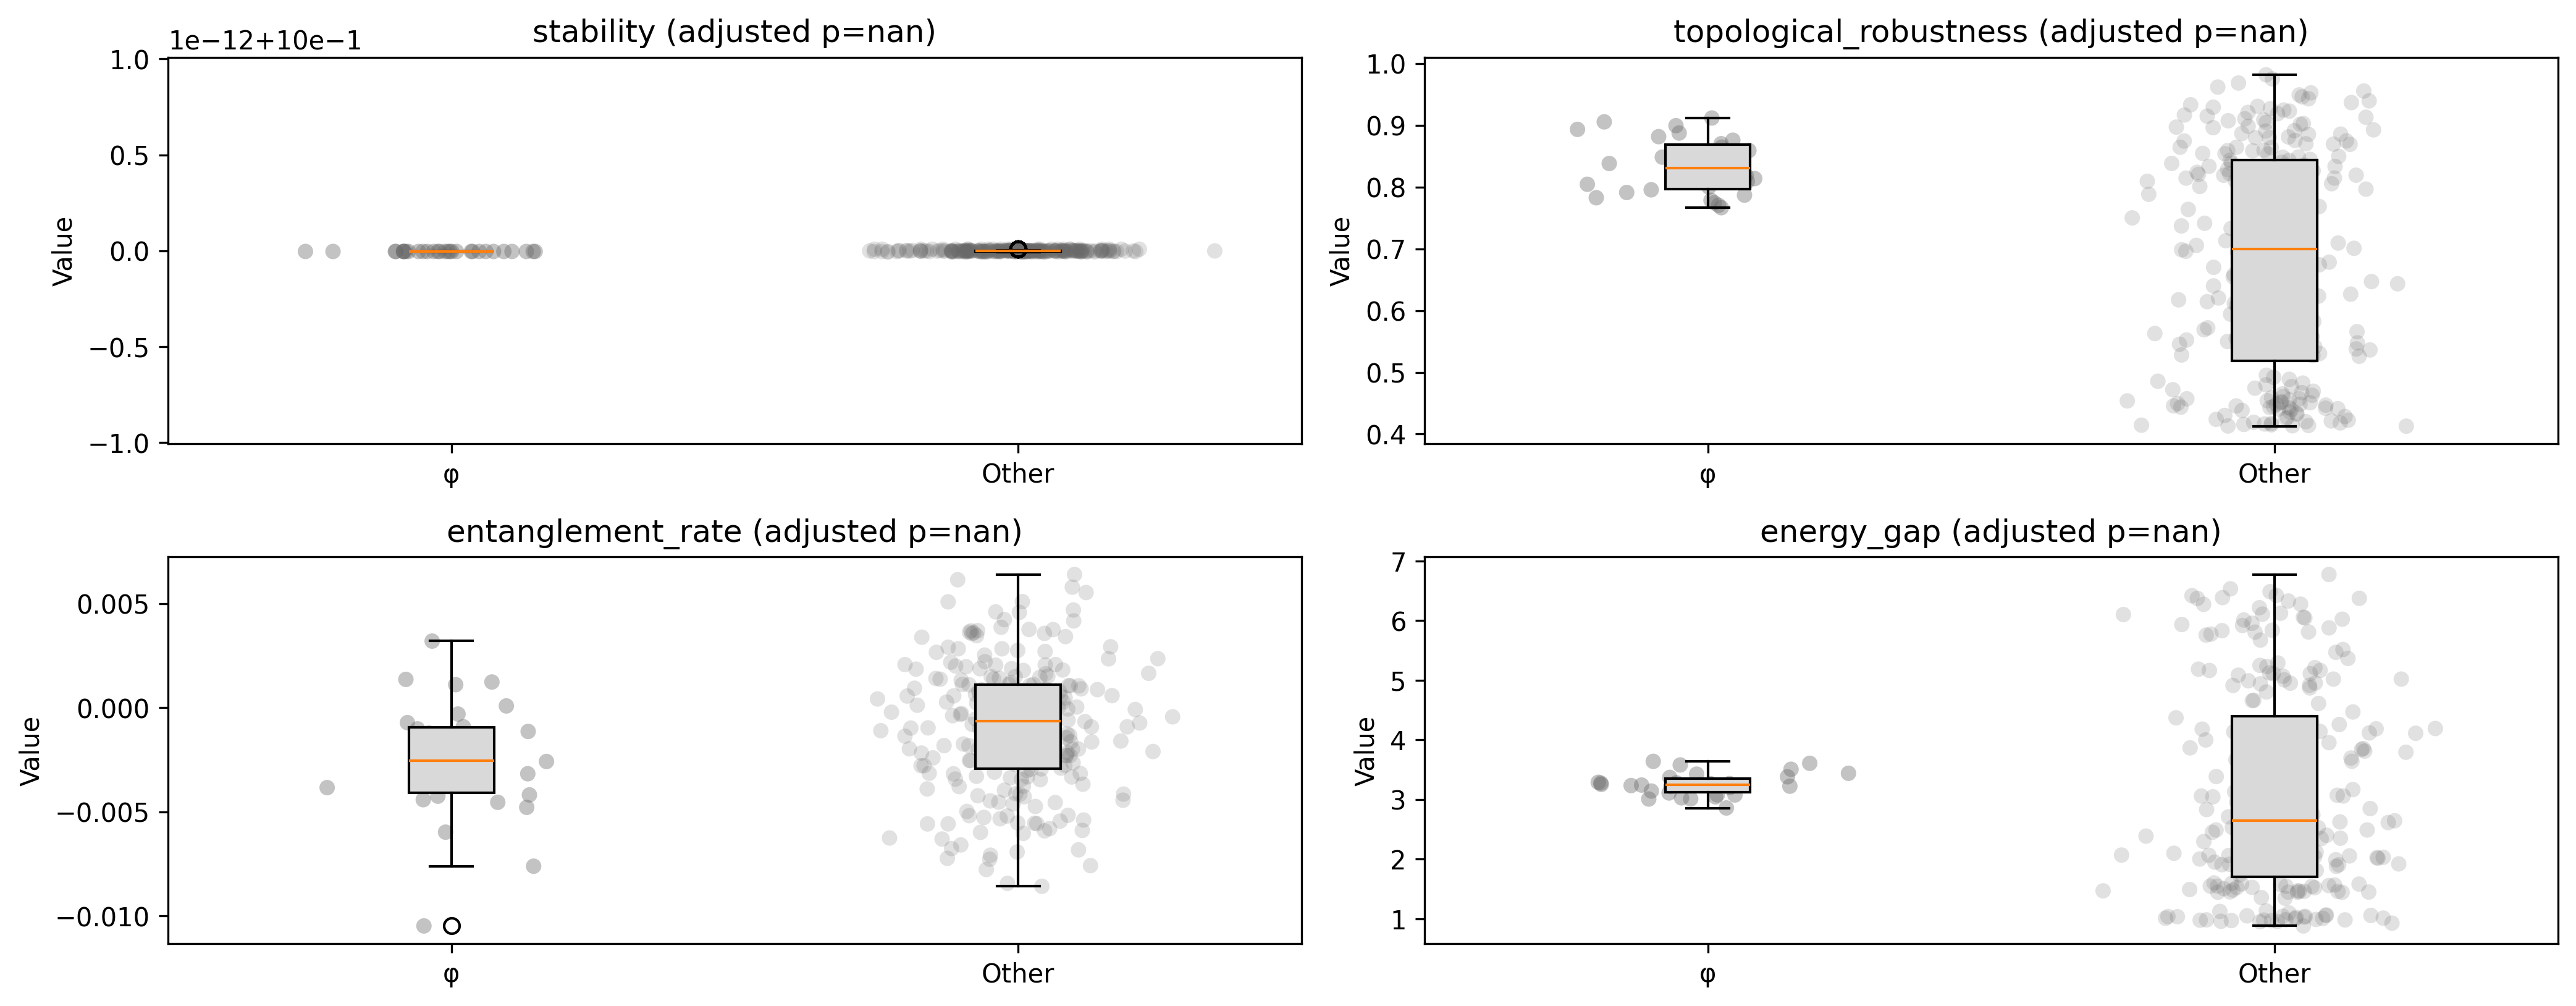 stability (adjusted p=nan)
1e−12+10e−1
1.0
0.5
0.0
−0.5
−1.0
Value
φ
Other
topological_robustness (adjusted p=nan)
1.0
0.9
0.8
0.7
0.6
0.5
0.4
Value
φ
Other
entanglement_rate (adjusted p=nan)
0.005
0.000
−0.005
−0.010
Value
φ
Other
energy_gap (adjusted p=nan)
7
6
5
4
3
2
1
Value
φ
Other